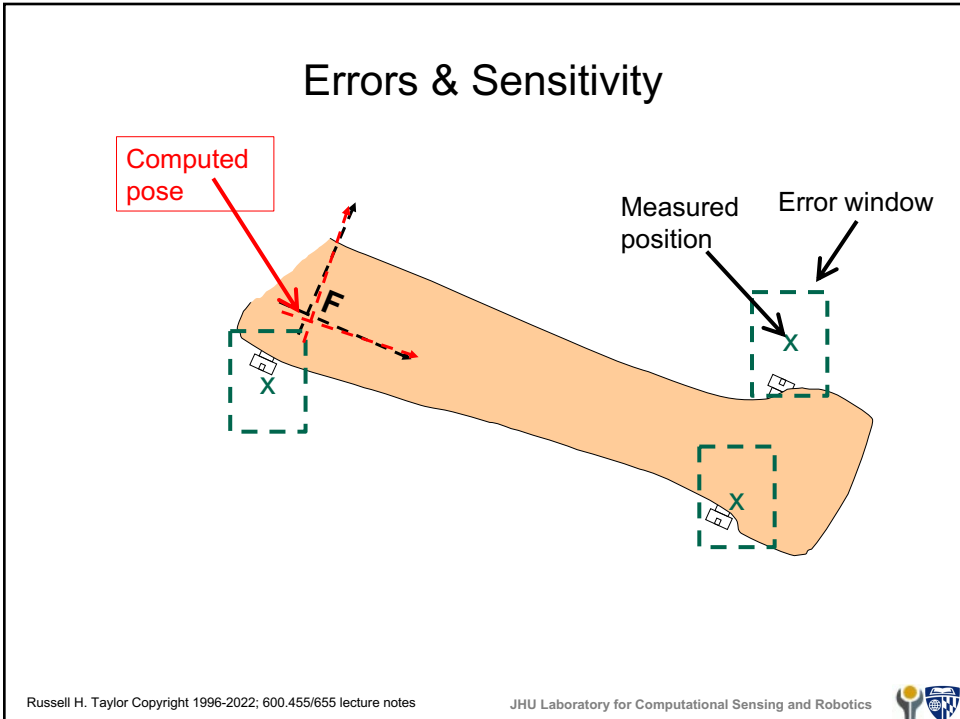 Errors & Sensitivity
Computed
pose
Measured
position
Error window
F
x
x
x
Russell H. Taylor Copyright 1996-2022; 600.455/655 lecture notes
JHU Laboratory for Computational Sensing and Robotics